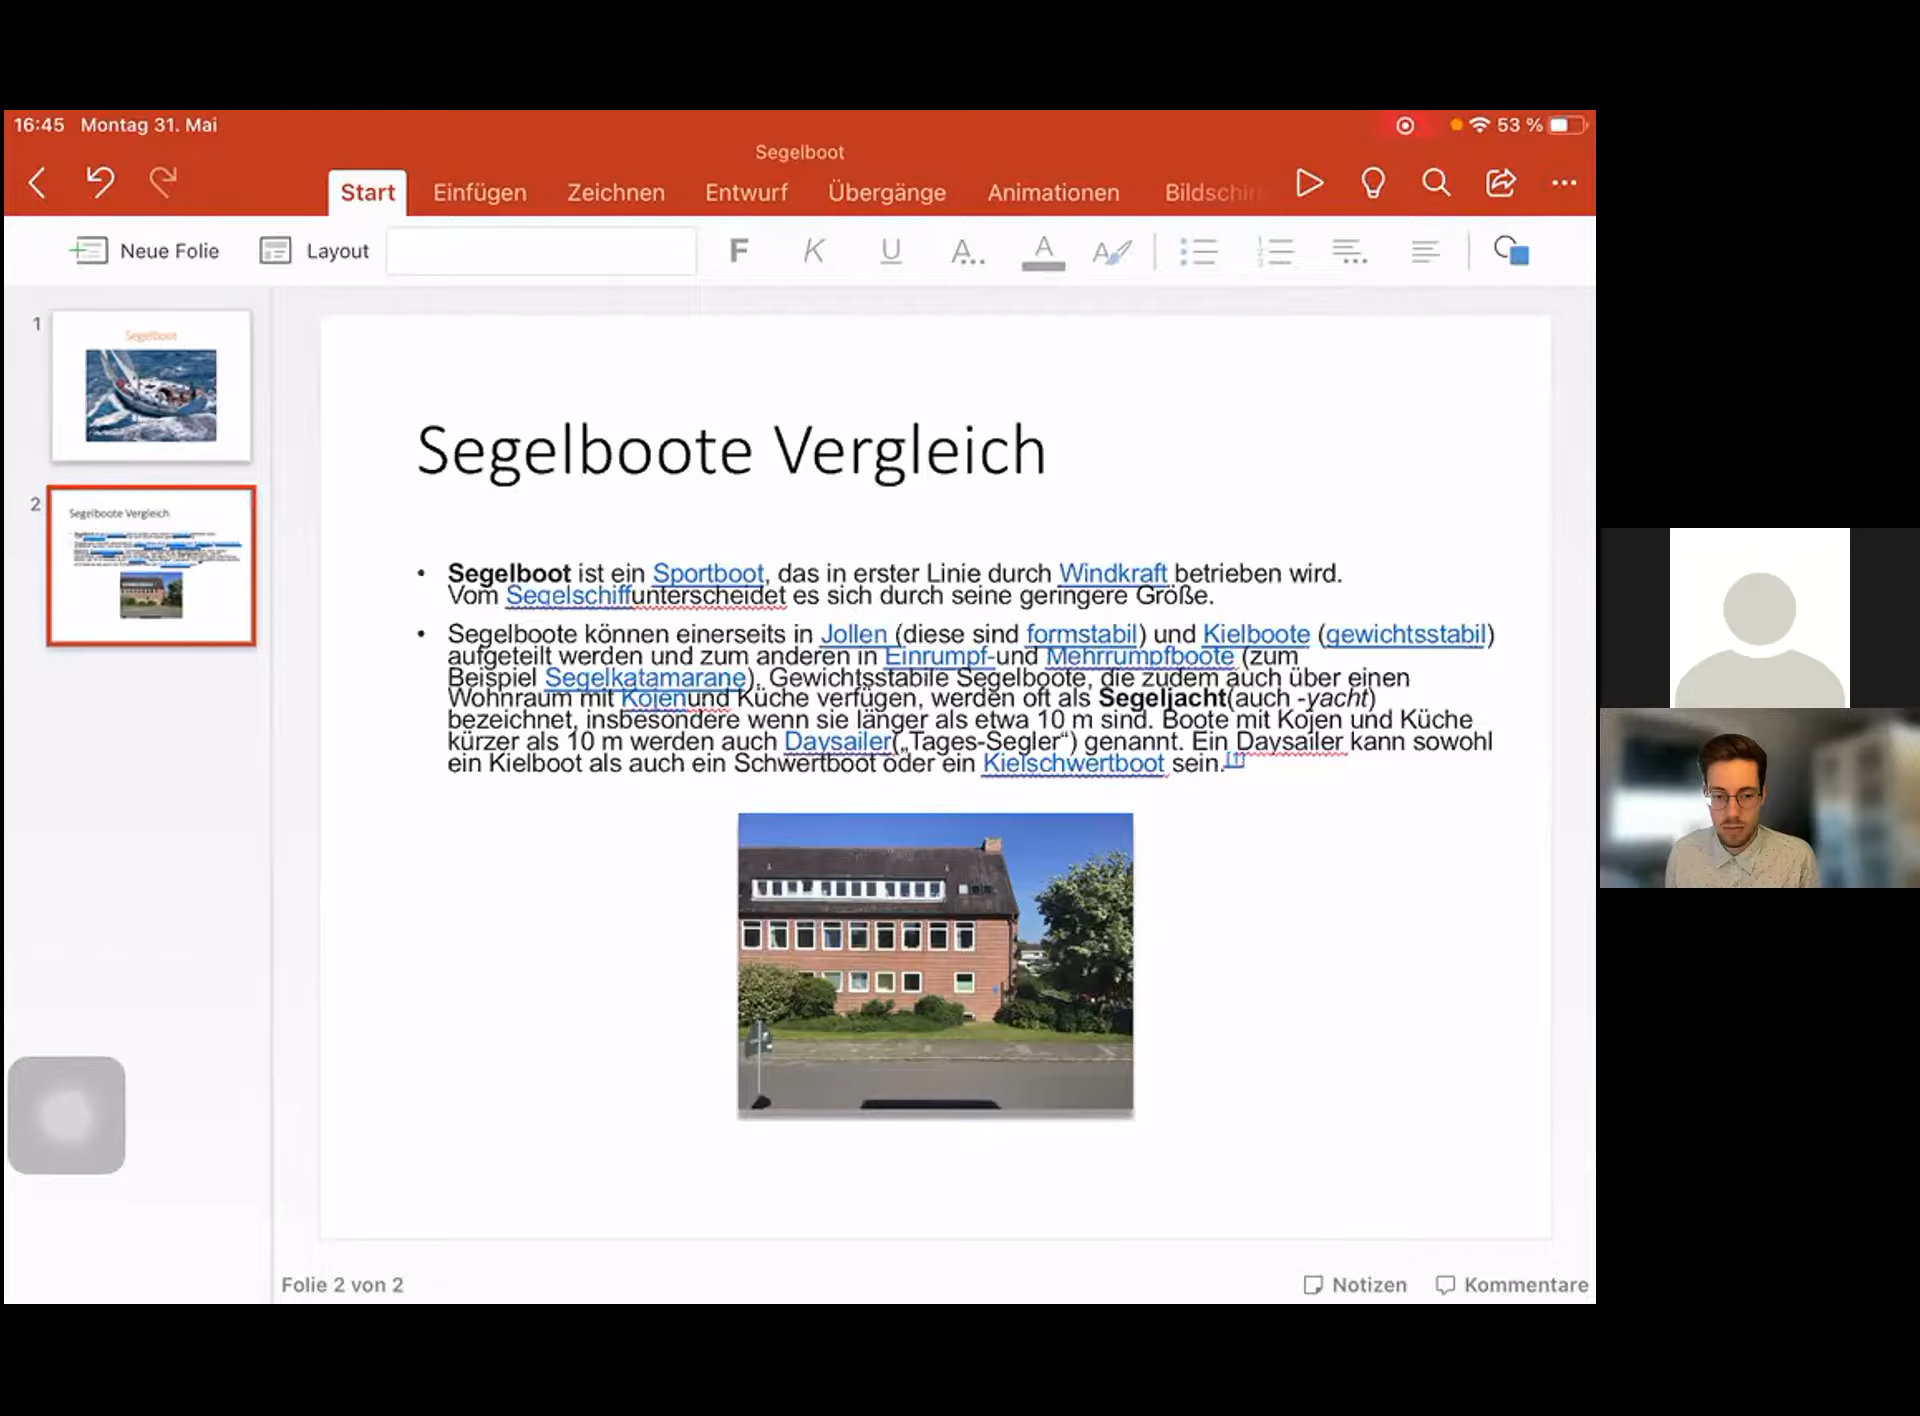 16:45 Montag 31. Mai
53 %
Segelboot
Start Einfügen Zeichnen Entwurf Übergänge Animationen Bildschirm
Neue Folie Layout F K U A... A A
1
Segelboot
2
Segelboote Vergleich
Segelboote Vergleich
• Segelboot ist ein Sportboot, das in erster Linie durch Windkraft betrieben wird.
Vom Segelschiffunterscheidet es sich durch seine geringere Größe.
• Segelboote können einerseits in Jollen (diese sind formstabil) und Kielboote (gewichtsstabil)
aufgeteilt werden und zum anderen in Einrumpf-und Mehrrumpfboote (zum
Beispiel Segelkatamarane). Gewichtsstabile Segelboote, die zudem auch über einen
Wohnraum mit Kojenund Küche verfügen, werden oft als Segeljacht(auch -yacht)
bezeichnet, insbesondere wenn sie länger als etwa 10 m sind. Boote mit Kojen und Küche
kürzer als 10 m werden auch Daysailer(„Tages-Segler“) genannt. Ein Daysailer kann sowohl
ein Kielboot als auch ein Schwertboot oder ein Kielschwertboot sein.[1]
Folie 2 von 2
Notizen Kommentare